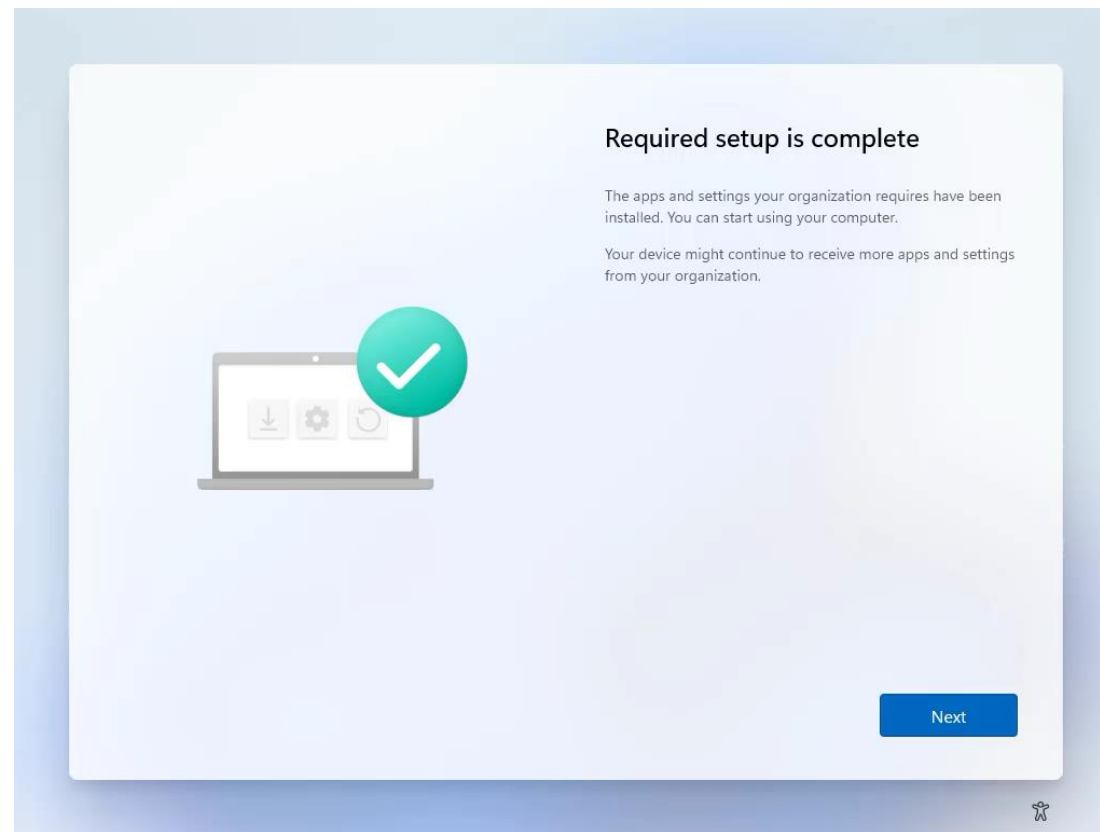 Required setup is complete
The apps and settings your organization requires have been
installed. You can start using your computer.
Your device might continue to receive more apps and settings
from your organization.
Next